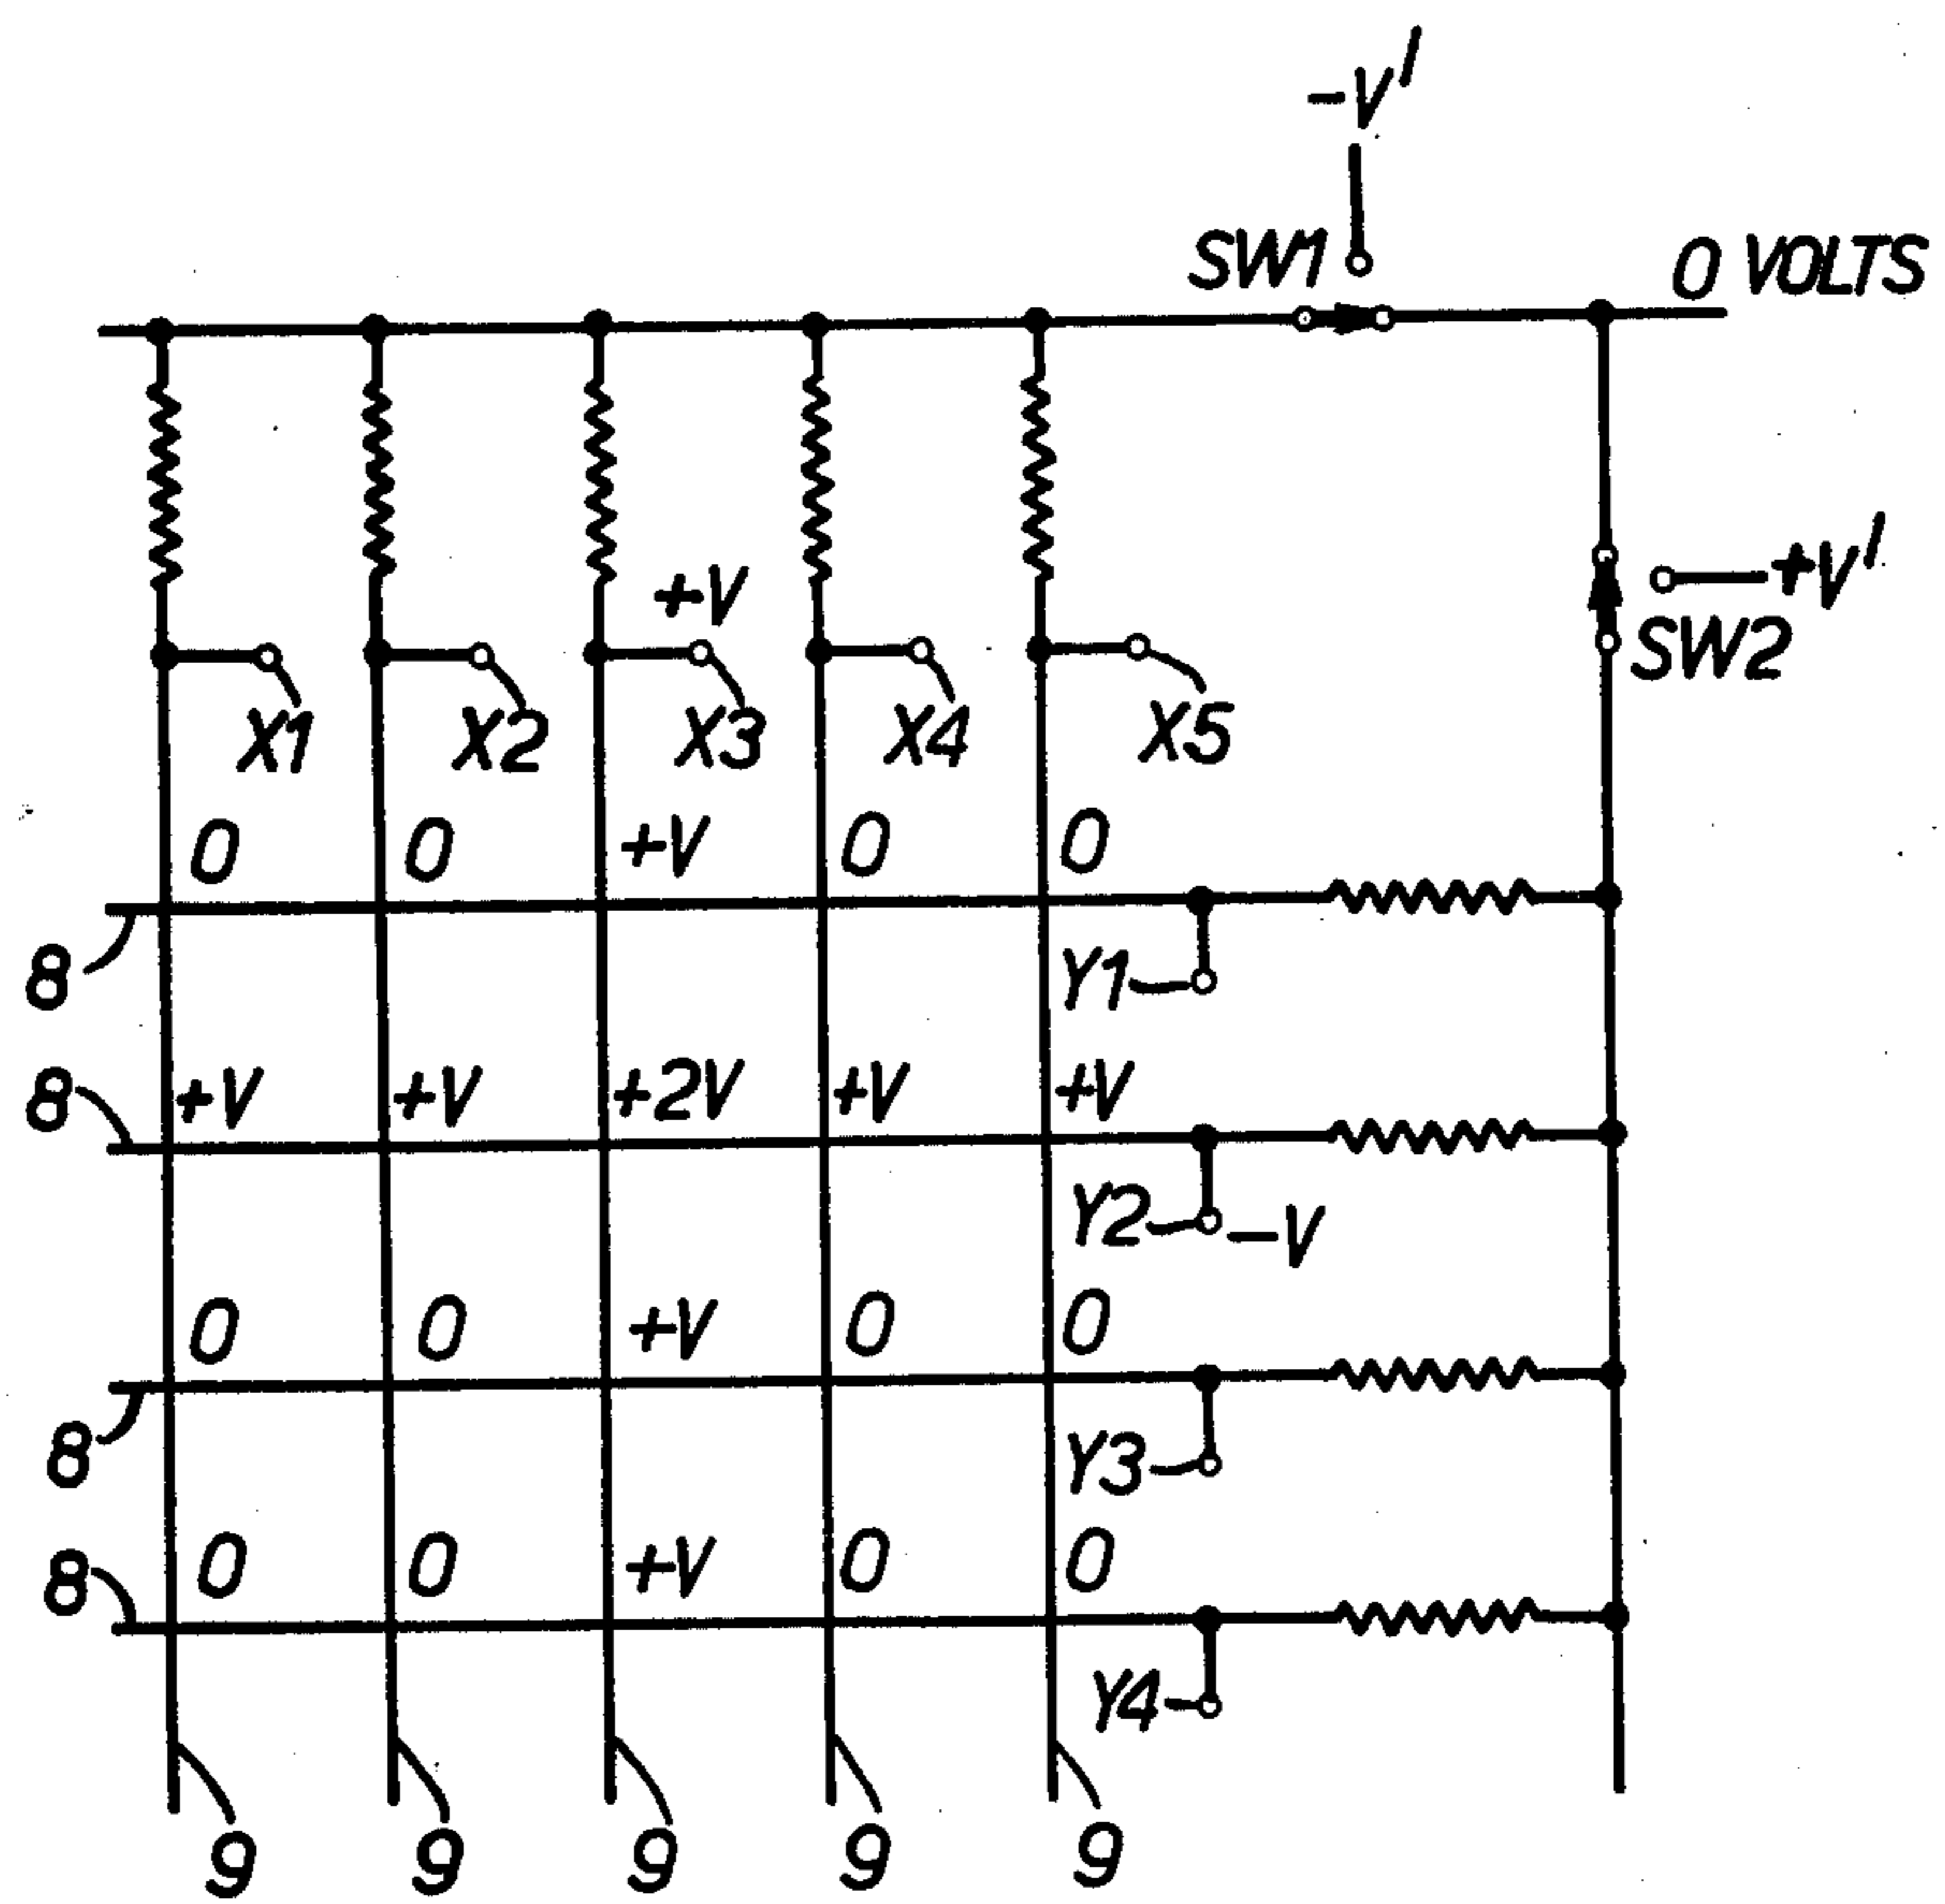 -V'
SW1
0 VOLTS
+V
+V'
SW2
X1 X2 X3 X4 X5
0 0 +V 0 0
8
Y1
8 +V +V +2V +V +V
Y2 -V
0 0 +V 0 0
8
Y3
8 0 0 +V 0 0
Y4
9 9 9 9 9